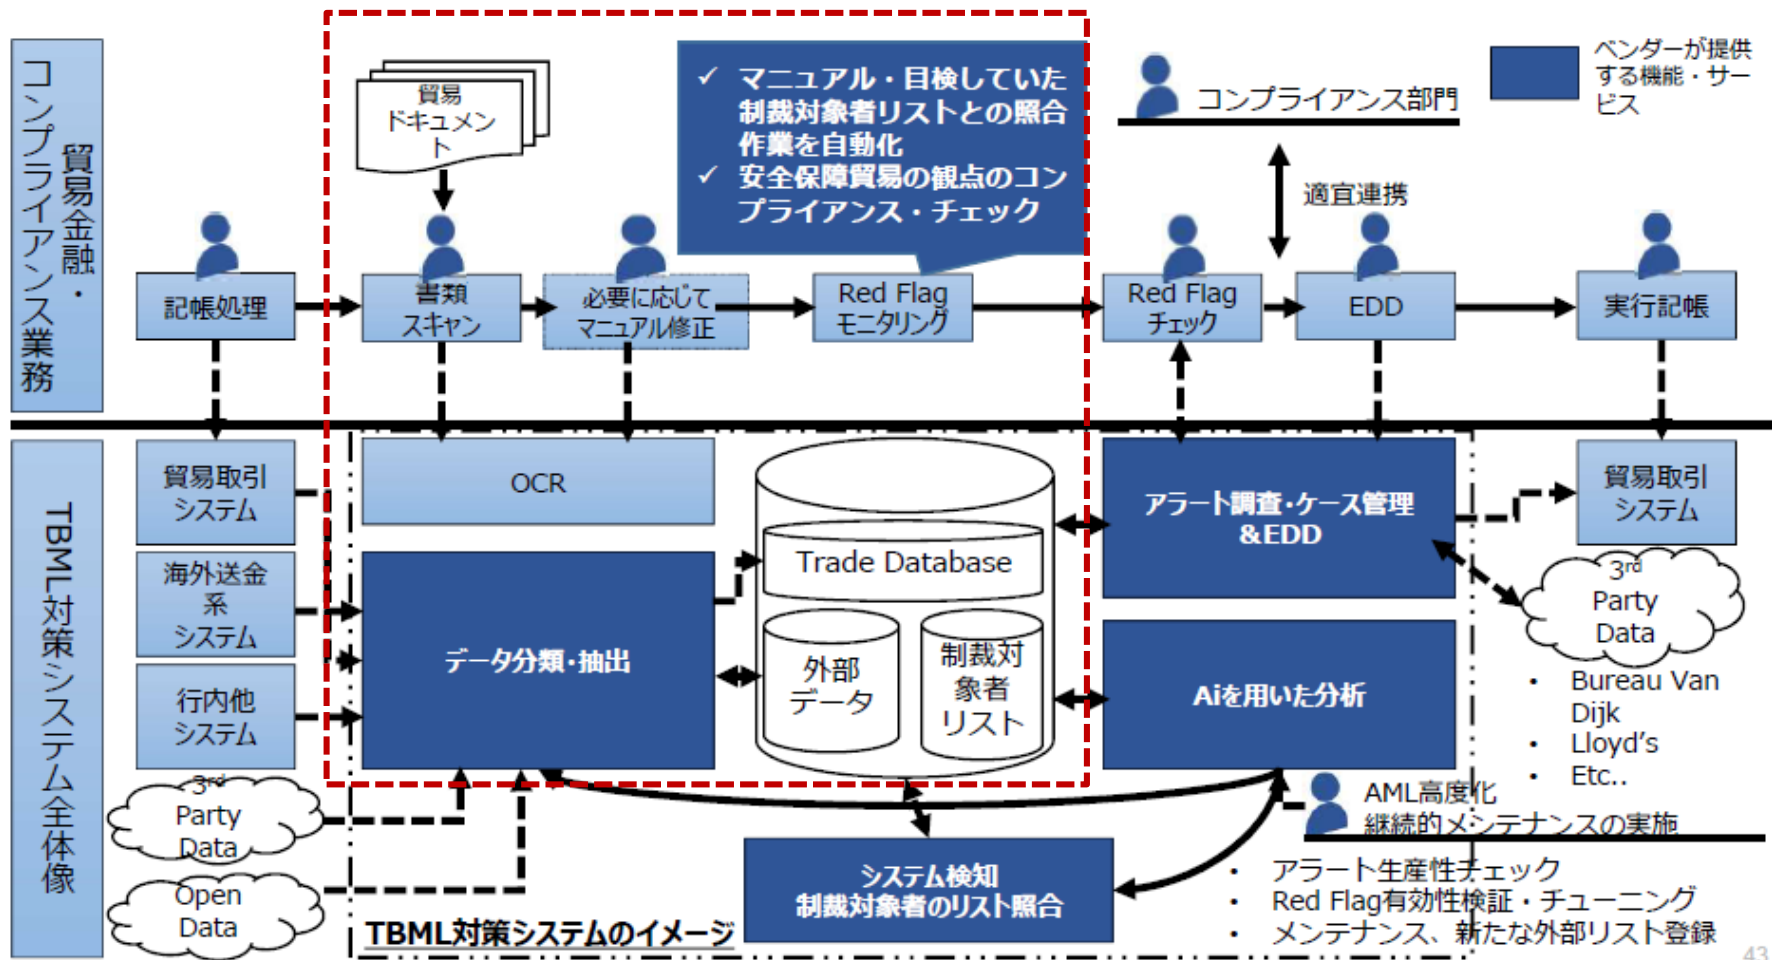 貿易金融・
コンプライアンス業務
貿易
ドキュメン
ト
✓ マニュアル・目検していた
制裁対象者リストとの照合
作業を自動化
✓ 安全保障貿易の観点のコン
プライアンス・チェック
コンプライアンス部門
ベンダーが提供
する機能・サー
ビス
適宜連携
記帳処理
書類
スキャン
必要に応じて
マニュアル修正
Red Flag
モニタリング
Red Flag
チェック
EDD
実行記帳
TBML対策システム全体像
貿易取引
システム
海外送金
系
システム
行内他
システム
3rd
Party
Data
Open
Data
OCR
データ分類・抽出
Trade Database
外部
データ
制裁対
象者
リスト
アラート調査・ケース管理
&EDD
Aiを用いた分析
システム検知
制裁対象者のリスト照合
TBML対策システムのイメージ
貿易取引
システム
3rd
Party
Data
• Bureau Van
Dijk
• Lloyd's
• Etc..
AML高度化
継続的メンテナンスの実施
• アラート生産性チェック
• Red Flag有効性検証・チューニング
• メンテナンス、新たな外部リスト登録
43